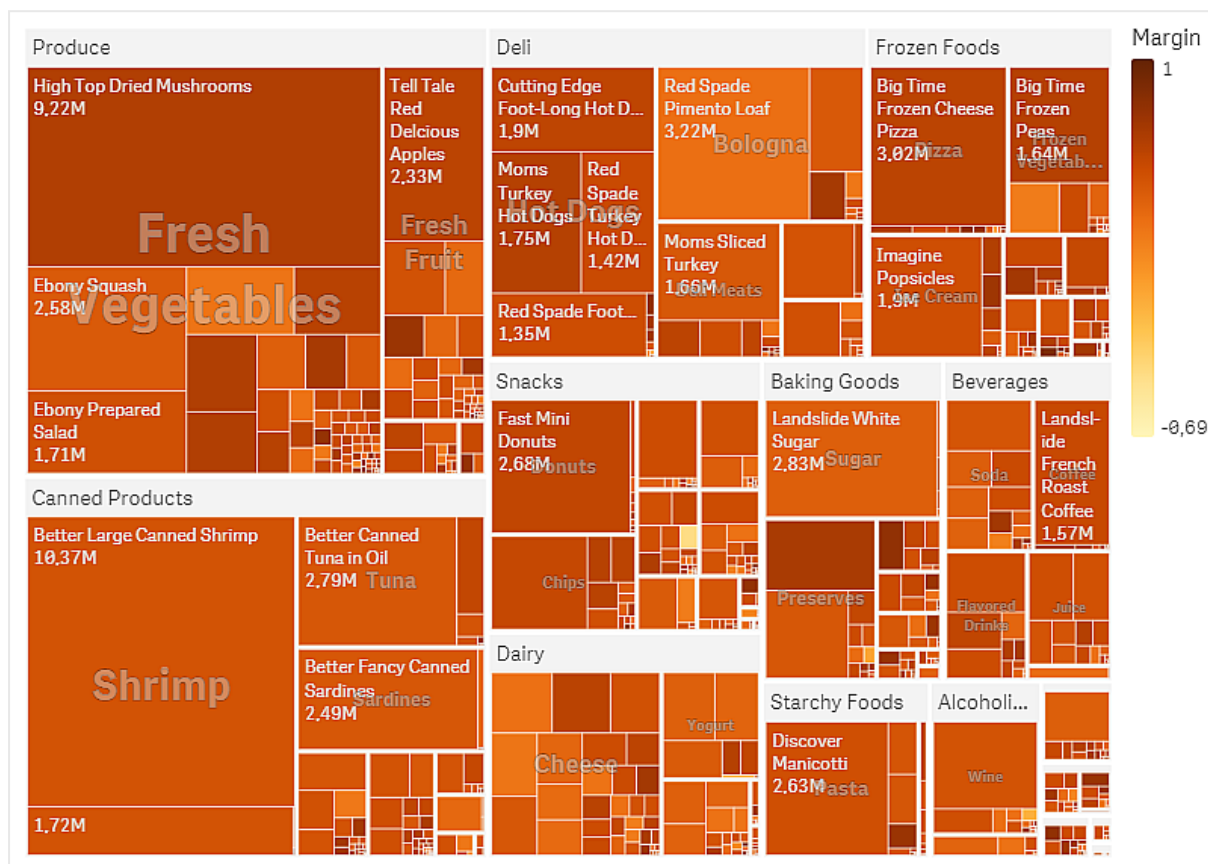 Produce
High Top Dried Mushrooms
9,22M
Fresh
Vegetables
Tell Tale
Red
Delcious
Apples
2,33M
Fresh
Fruit
Ebony Squash
2,58M
Ebony Prepared
Salad
1,71M
Canned Products
Better Large Canned Shrimp
10,37M
Shrimp
1,72M
Better Canned
Tuna in Oil
2,79M
Tuna
Better Fancy Canned
Sardines
2,49M
Sardines
Deli
Cutting Edge
Foot-Long Hot D...
1,9M
Moms
Turkey
Hot Dogs
1,75M
Red
Spade
Turkey
Hot D...
1,42M
Hot Dogs
Red Spade Foot...
1,35M
Red Spade
Pimento Loaf
3,22M
Bologna
Moms Sliced
Turkey
1,66M
Deli Meats
Frozen Foods
Big Time
Frozen Cheese
Pizza
3,02M
Pizza
Big Time
Frozen
Peas
1,64M
Frozen
Vegetab...
Imagine
Popsicles
1,9M
Ice Cream
Snacks
Fast Mini
Donuts
2,68M
Donuts
Chips
Baking Goods
Landslide White
Sugar
2,83M
Sugar
Preserves
Beverages
Soda
Landsl-
ide
French
Roast
Coffee
1,57M
Coffee
Flavored
Drinks
Juice
Dairy
Cheese
Yogurt
Starchy Foods
Discover
Manicotti
2,63M
Pasta
Alcoholi...
Wine
Margin
1
-0,69